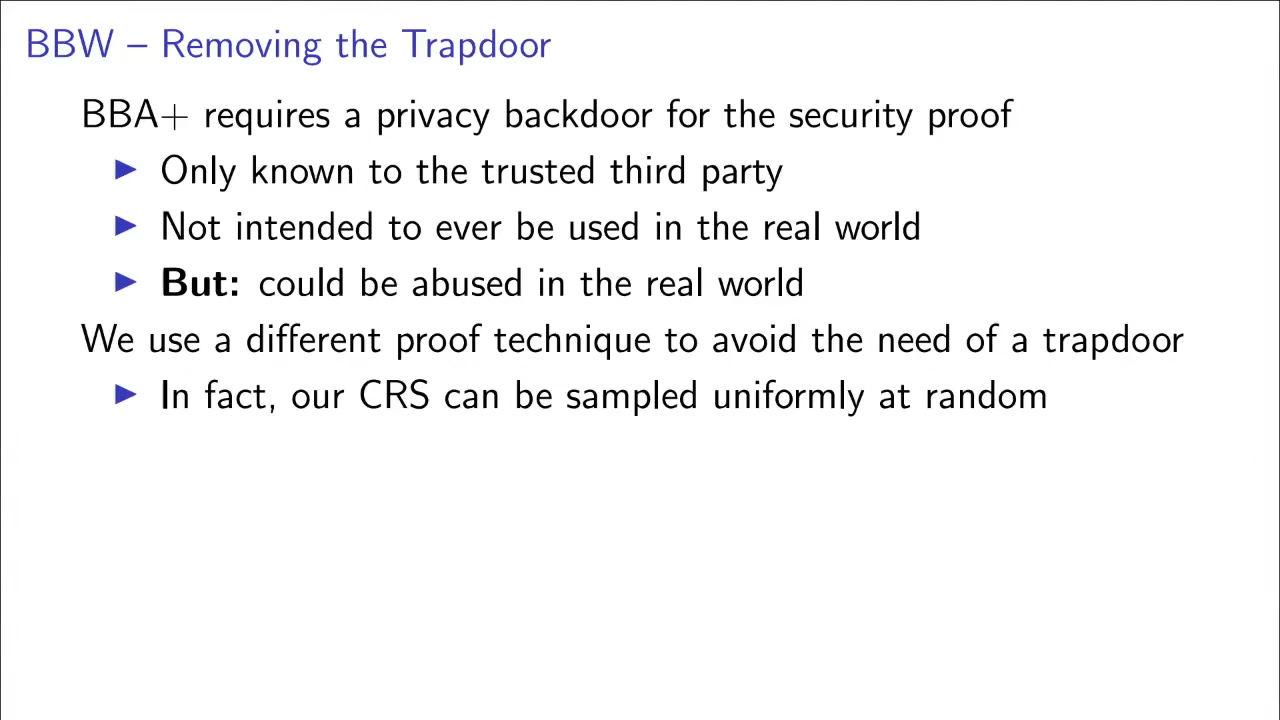 BBW – Removing the Trapdoor
BBA+ requires a privacy backdoor for the security proof
Only known to the trusted third party
Not intended to ever be used in the real world
But: could be abused in the real world
We use a different proof technique to avoid the need of a trapdoor
In fact, our CRS can be sampled uniformly at random